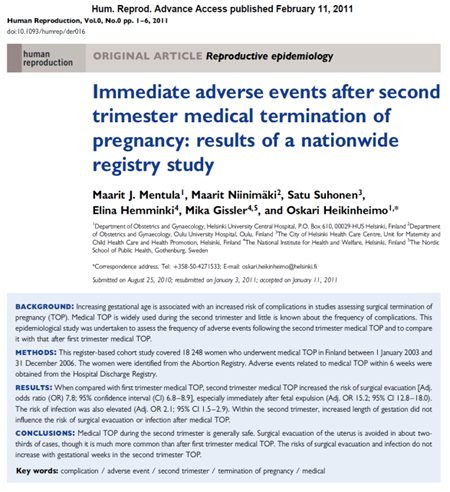 Hum. Reprod. Advance Access published February 11, 2011
Human Reproduction, Vol.0, No.0 pp. 1–6, 2011
doi:10.1093/humrep/der016
human
reproduction
ORIGINAL ARTICLE Reproductive epidemiology
Immediate adverse events after second
trimester medical termination of
pregnancy: results of a nationwide
registry study
Maarit J. Mentula1, Maarit Niinimäki2, Satu Suhonen3,
Elina Hemminki4, Mika Gissler4,5, and Oskari Heikinheimo1,*
1Department of Obstetrics and Gynaecology, Helsinki University Central Hospital, P.O. Box 610, 00029-HUS Helsinki, Finland 2Department
of Obstetrics and Gynaecology, Oulu University Hospital, Oulu, Finland 3The City of Helsinki Health Care Centre, Unit for Maternity and
Child Health Care and Health Promotion, Helsinki, Finland 4The National Institute for Health and Welfare, Helsinki, Finland 5The Nordic
School of Public Health, Gothenburg, Sweden
*Correspondence address. Tel: +358-50-4271533; E-mail: oskari.heikinheimo@helsinki.fi
Submitted on August 25, 2010; resubmitted on January 3, 2011; accepted on January 11, 2011
BACKGROUND: Increasing gestational age is associated with an increased risk of complications in studies assessing surgical termination of
pregnancy (TOP). Medical TOP is widely used during the second trimester and little is known about the frequency of complications. This
epidemiological study was undertaken to assess the frequency of adverse events following the second trimester medical TOP and to compare
it with that after first trimester medical TOP.
METHODS: This register-based cohort study covered 18 248 women who underwent medical TOP in Finland between 1 January 2003 and
31 December 2006. The women were identified from the Abortion Registry. Adverse events related to medical TOP within 6 weeks were
obtained from the Hospital Discharge Registry.
RESULTS: When compared with first trimester medical TOP, second trimester medical TOP increased the risk of surgical evacuation [Adj.
odds ratio (OR) 7.8; 95% confidence interval (CI) 6.8–8.9], especially immediately after fetal expulsion (Adj. OR 15.2; 95% CI 12.8–18.0).
The risk of infection was also elevated (Adj. OR 2.1; 95% CI 1.5–2.9). Within the second trimester, increased length of gestation did not
influence the risk of surgical evacuation or infection after medical TOP.
CONCLUSIONS: Medical TOP during the second trimester is generally safe. Surgical evacuation of the uterus is avoided in about two-
thirds of cases, though it is much more common than after first trimester medical TOP. The risks of surgical evacuation and infection do not
increase with gestational weeks in the second trimester TOP.
Key words: complication / adverse event / second trimester / termination of pregnancy / medical